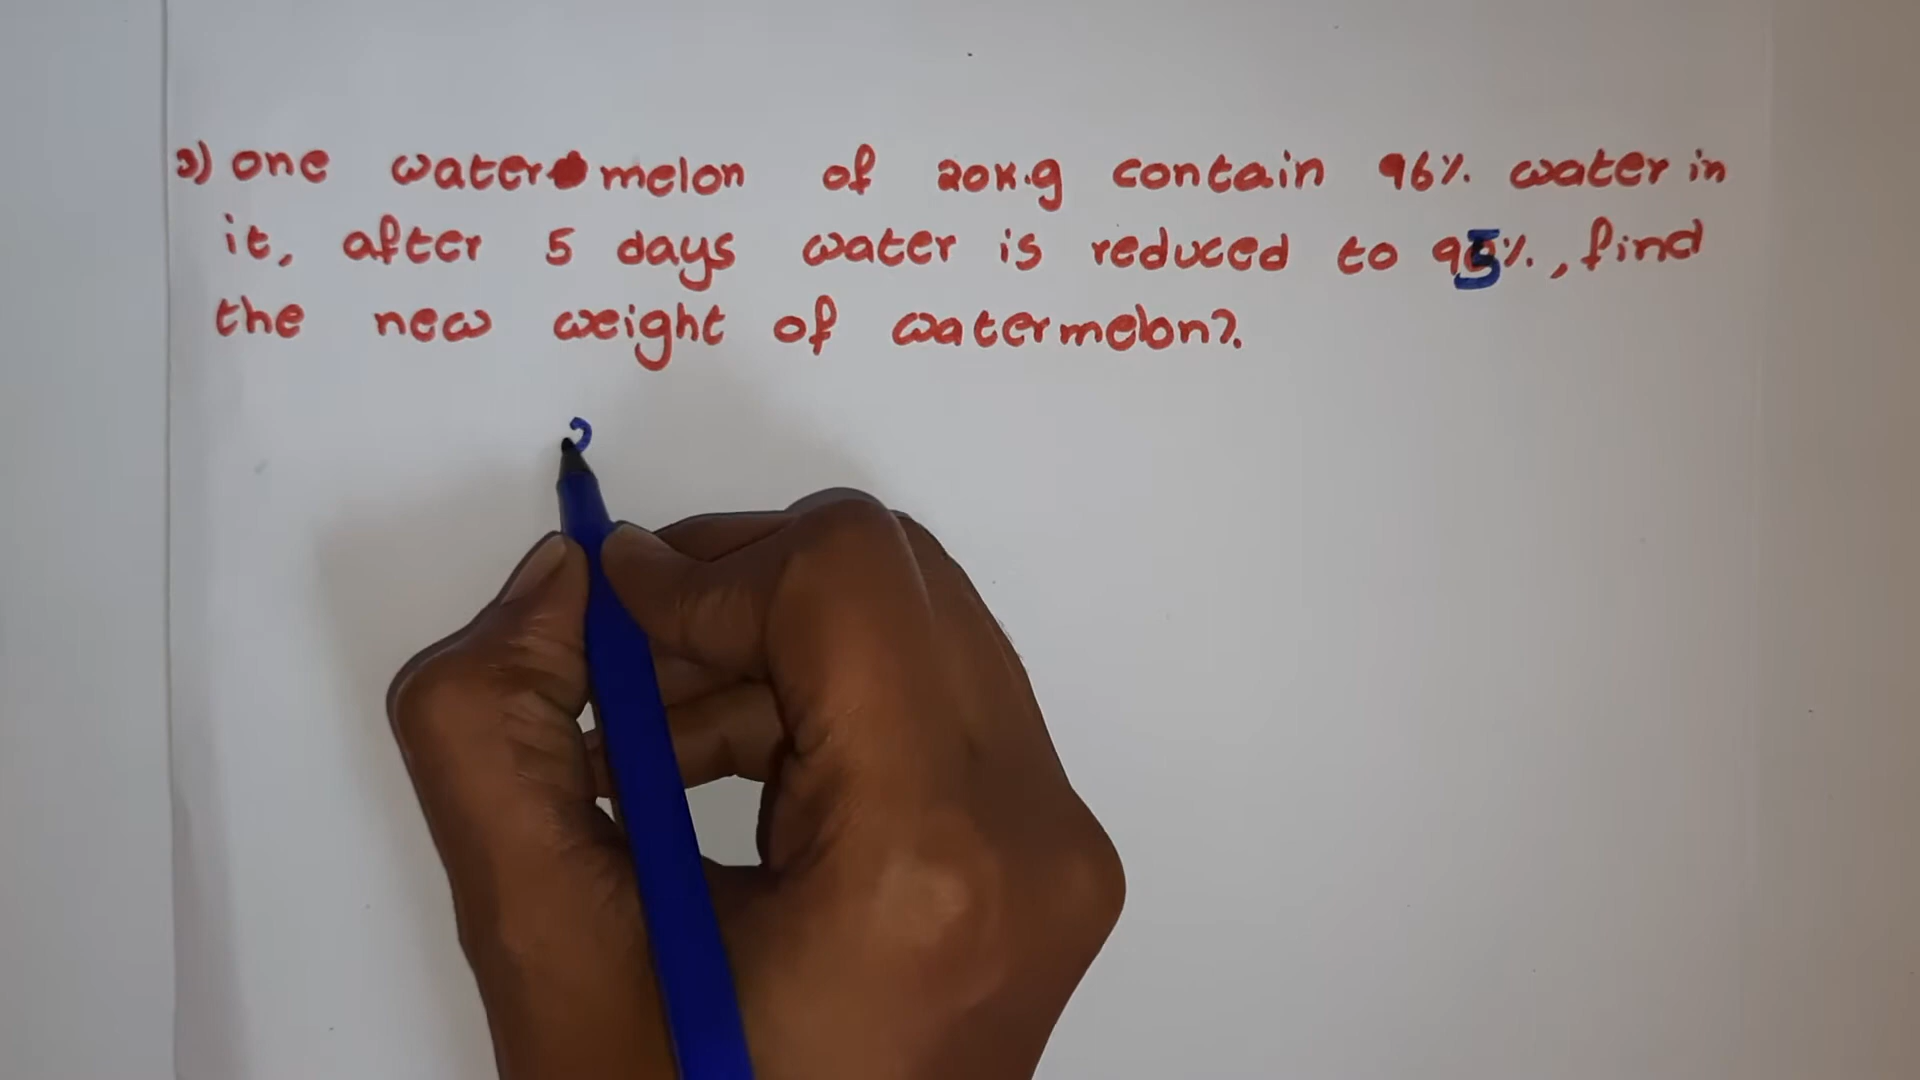 3) one water melon of 20K.g contain 96% water in
it, after 5 days water is reduced to 95%, find
the new weight of watermelon?.
2